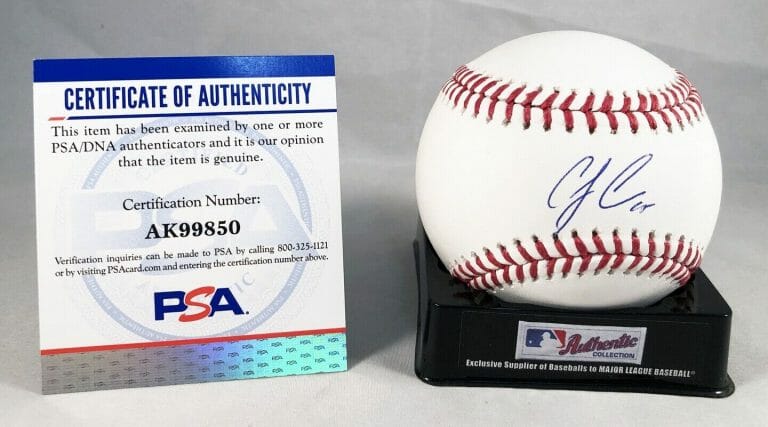 CERTIFICATE OF AUTHENTICITY
This item has been examined by one or more
PSA/DNA authenticators and it is our opinion
that the item is genuine.
Certification Number:
AK99850
Verification inquiries can be made to PSA by calling 800-325-1121
or by visiting PSAcard.com and entering the certification number above.
PSA.
Authentic
COLLECTION
Exclusive Supplier of Baseballs to MAJOR LEAGUE BASEBALL®